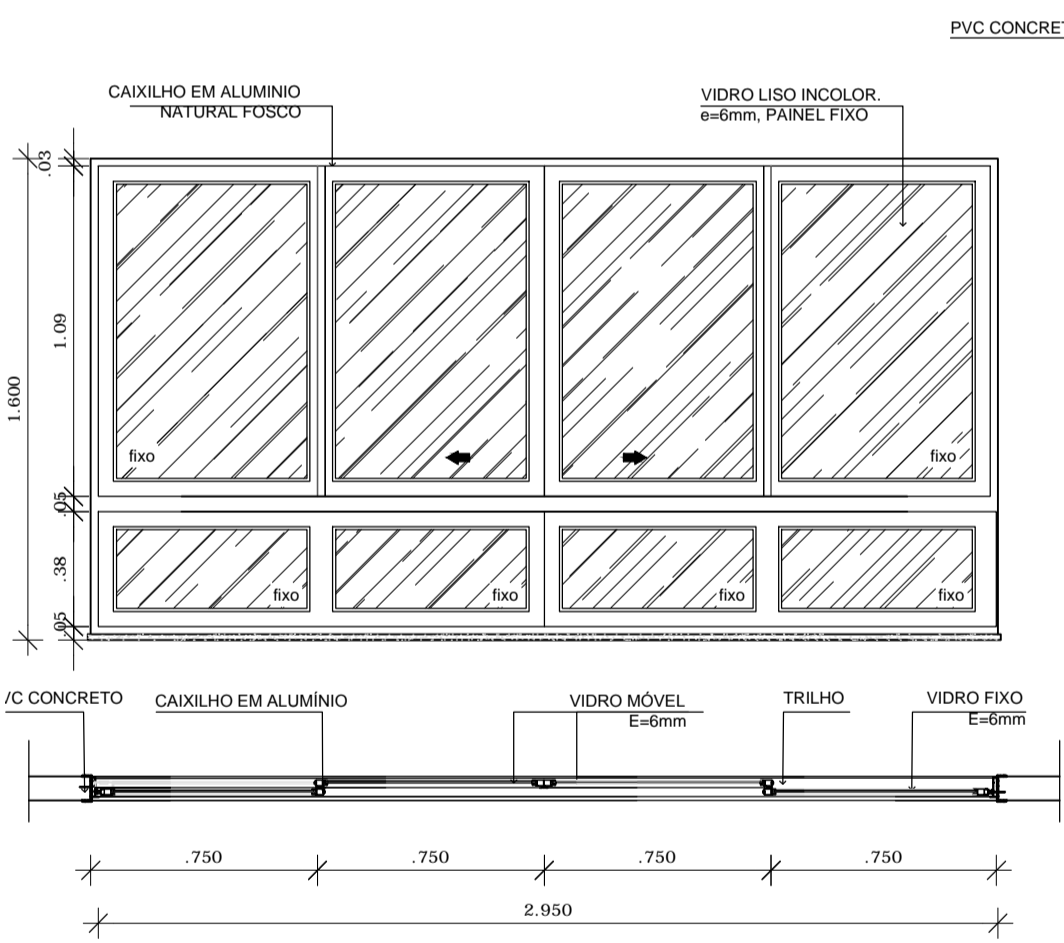 PVC CONCRET
CAIXILHO EM ALUMINIO
NATURAL FOSCO
VIDRO LISO INCOLOR.
e=6mm, PAINEL FIXO
.03
1.09
1.600
.05
.38
.05
fixo
fixo
fixo
fixo
fixo
fixo
/C CONCRETO
CAIXILHO EM ALUMÍNIO
VIDRO MÓVEL
E=6mm
TRILHO
VIDRO FIXO
E=6mm
.750
.750
.750
.750
2.950